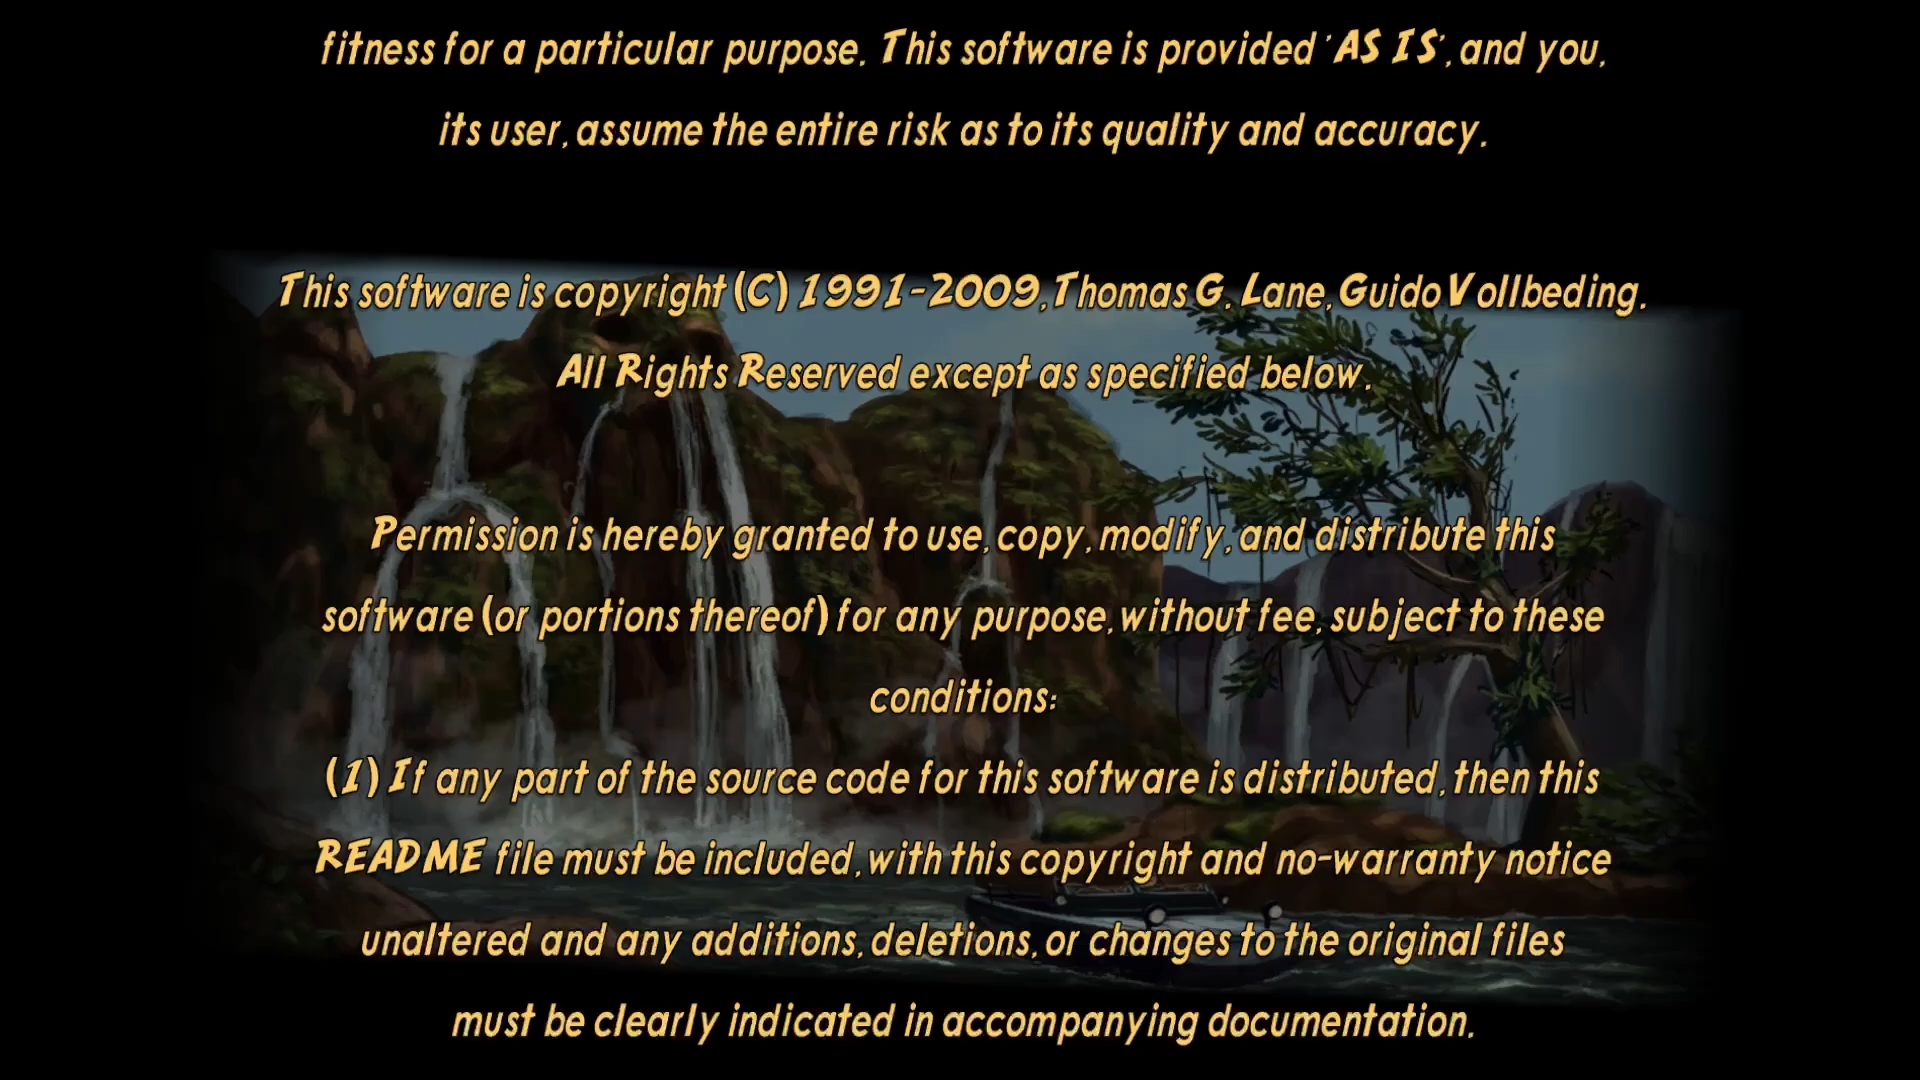 fitness for a particular purpose. This software is provided 'AS IS', and you,
its user, assume the entire risk as to its quality and accuracy.
This software is copyright (C) 1991-2009, Thomas G. Lane, Guido Vollbeding.
All Rights Reserved except as specified below.
Permission is hereby granted to use, copy, modify, and distribute this
software (or portions thereof) for any purpose, without fee, subject to these
conditions:
(1) If any part of the source code for this software is distributed, then this
README file must be included, with this copyright and no-warranty notice
unaltered and any additions, deletions, or changes to the original files
must be clearly indicated in accompanying documentation.